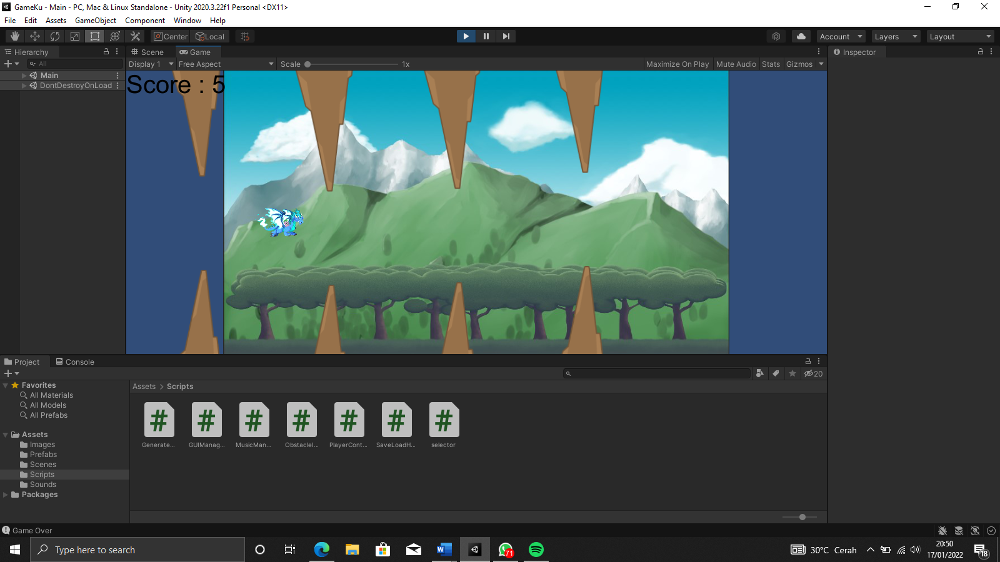 GameKu - Main - PC, Mac & Linux Standalone - Unity 2020.3.22f1 Personal <DX11>
File Edit Assets GameObject Component Window Help
Center Local Account Layers Layout
Hierarchy Scene Game Inspector
All Display 1 Free Aspect Scale 1x Maximize On Play Mute Audio Stats Gizmos
Main
DontDestroyOnLoad
Score : 5
Project Console
20
Favorites
All Materials
All Models
All Prefabs
Assets
Images
Prefabs
Scenes
Scripts
Sounds
Packages
Assets > Scripts
Generate... GUIManag... MusicMan... ObstacleI... PlayerCont... SaveLoadH... selector
Game Over
Type here to search
71
30°C Cerah
20:50
17/01/2022
18